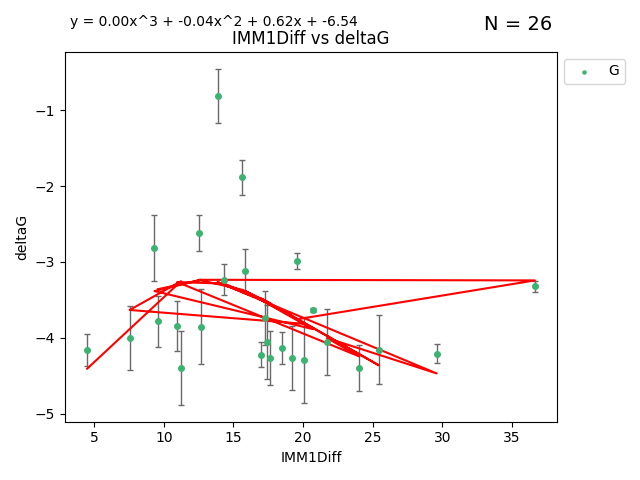 y = 0.00x^3 + -0.04x^2 + 0.62x + -6.54
N = 26
IMM1Diff vs deltaG
G
−1
−2
−3
−4
−5
deltaG
5 10 15 20 25 30 35
IMM1Diff